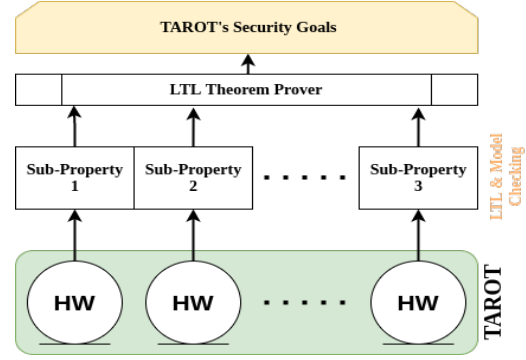 TAROT's Security Goals
LTL Theorem Prover
Sub-Property
1
Sub-Property
2
Sub-Property
3
LTL & Model
Checking
HW
HW
HW
TAROT